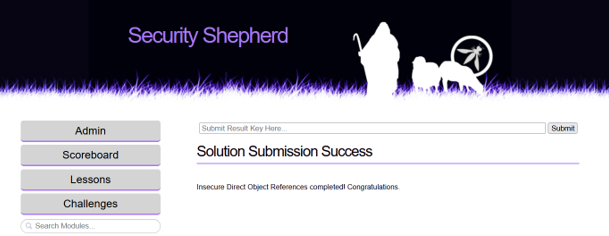 Security Shepherd
Admin
Scoreboard
Lessons
Challenges
Search Modules...
Submit Result Key Here...
Submit
Solution Submission Success
Insecure Direct Object References completed! Congratulations.